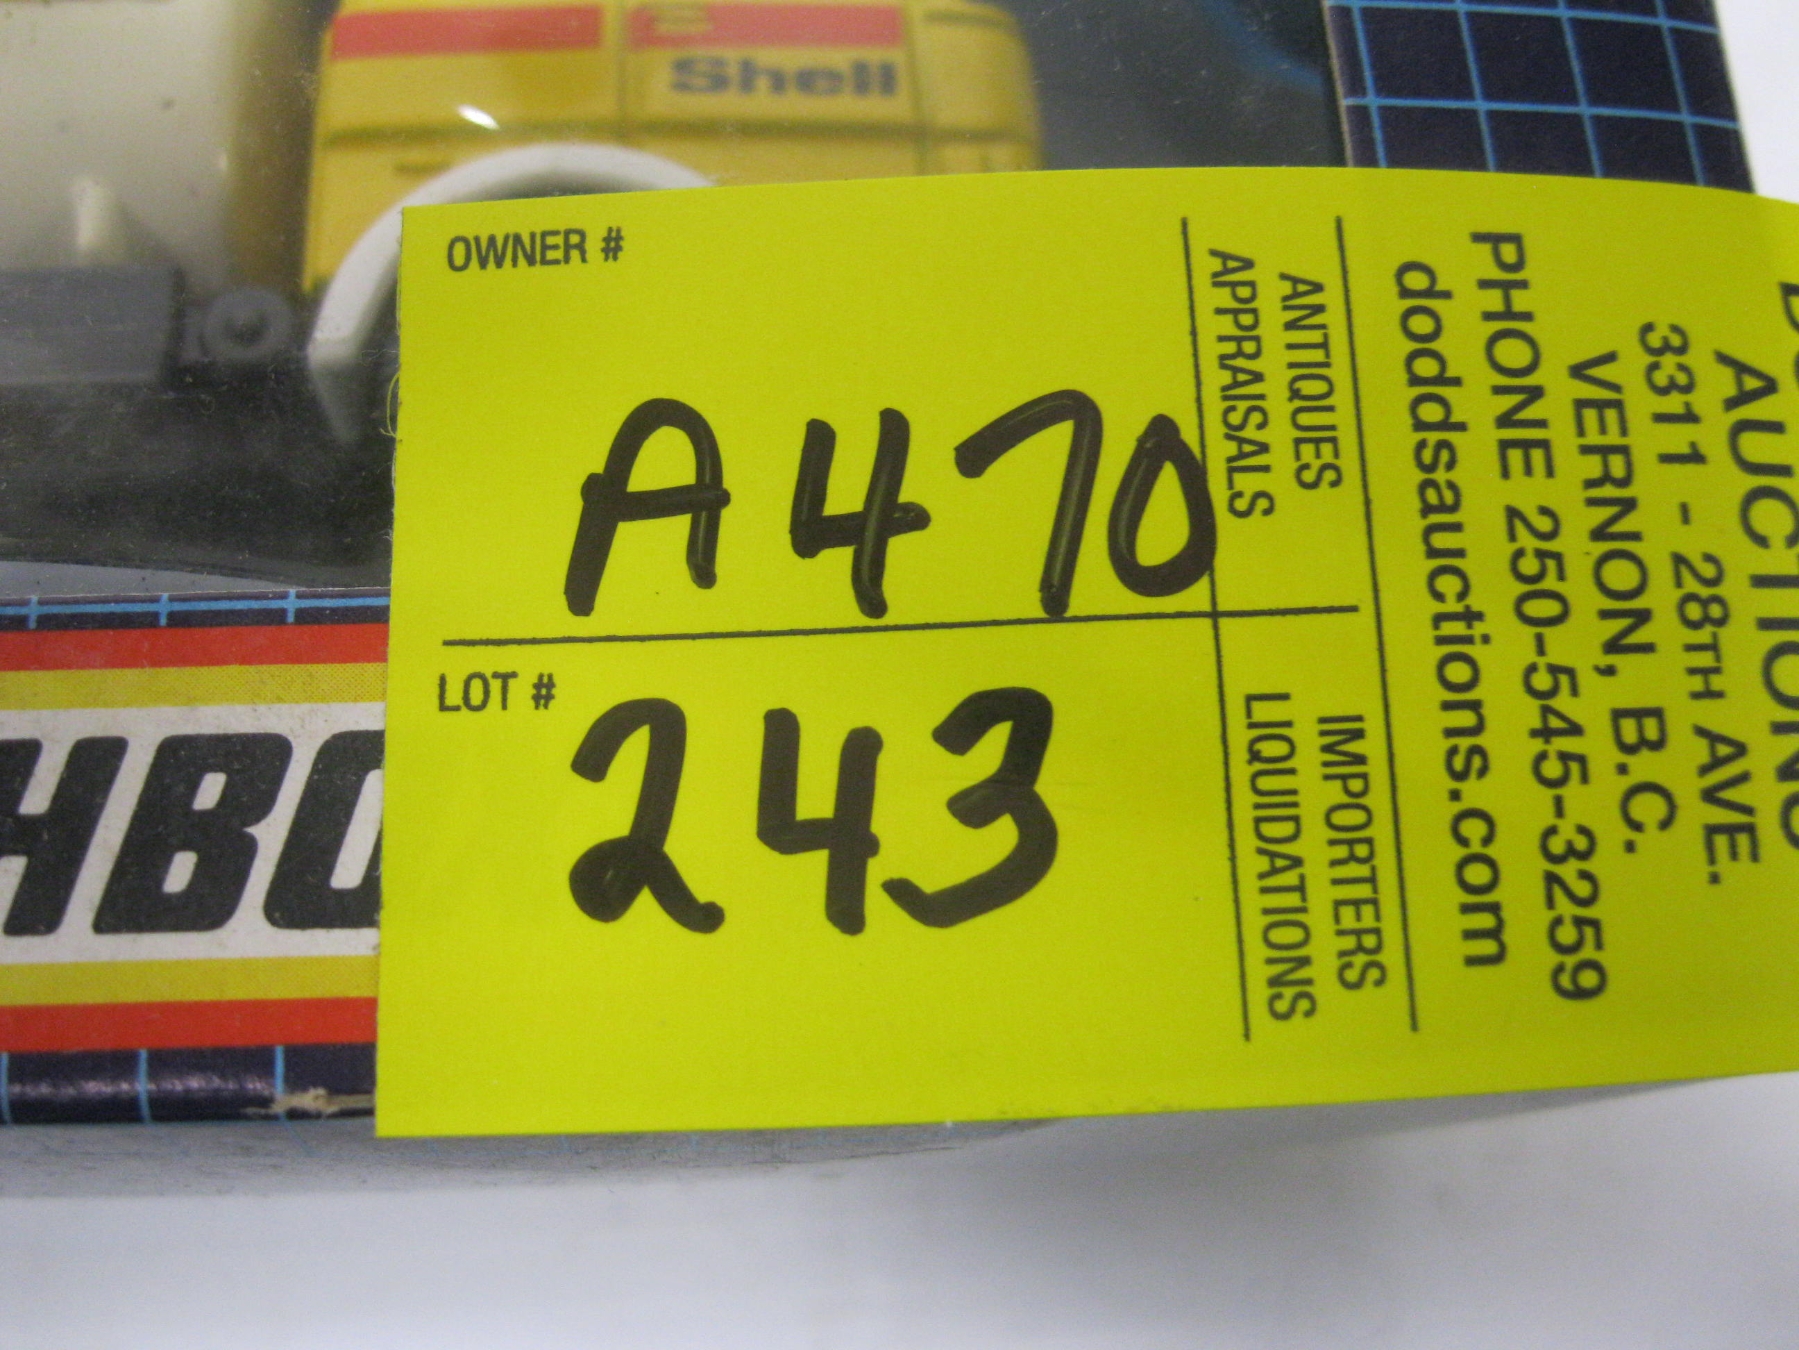 Shell
OWNER #
A470
LOT #
243
ANTIQUES
APPRAISALS
IMPORTERS
LIQUIDATIONS
AUCTIONS
3311 - 28TH AVE.
VERNON, B.C.
PHONE 250-545-3259
doddsauctions.com
HBO